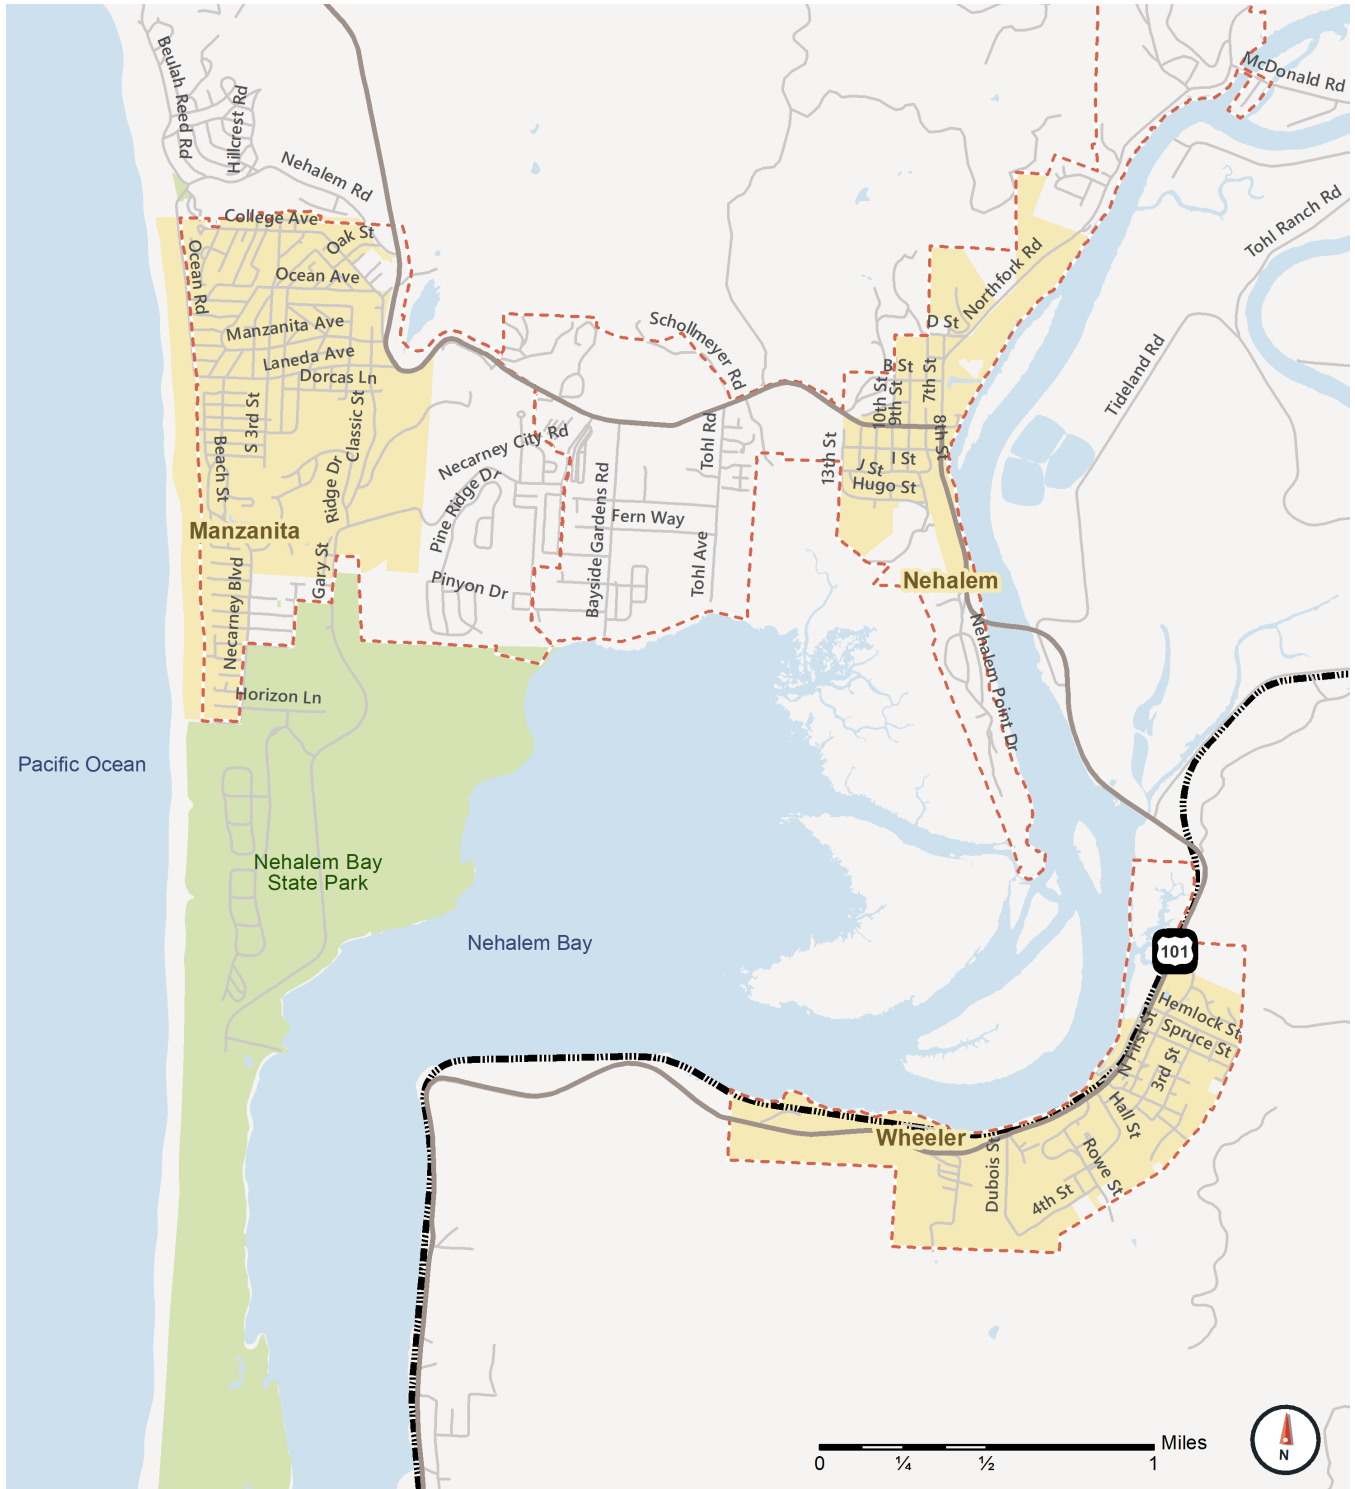 McDonald Rd
Beulah Reed Rd
Hillcrest Rd
Nehalem Rd
Tohl Ranch Rd
College Ave
Oak St
Ocean Rd
Ocean Ave
Northfork Rd
Manzanita Ave
Schollmeyer Rd
D St
Laneda Ave
Dorcas Ln
B St
7th St
Tideland Rd
10th St
9th St
S 3rd St
Classic St
Beach St
Necarney City Rd
Tohl Rd
13th St
8th St
I St
J St
Hugo St
Ridge Dr
Pine Ridge Dr
Bayside Gardens Rd
Fern Way
Manzanita
Tohl Ave
Gary St
Necarney Blvd
Pinyon Dr
Nehalem
Nehalem Point Dr
Horizon Ln
Pacific Ocean
Nehalem Bay
State Park
Nehalem Bay
101
Hemlock St
Spruce St
N First St
3rd St
Hall St
Wheeler
Dubois St
Rowe St
4th St
Miles
0
¼
½
1
N